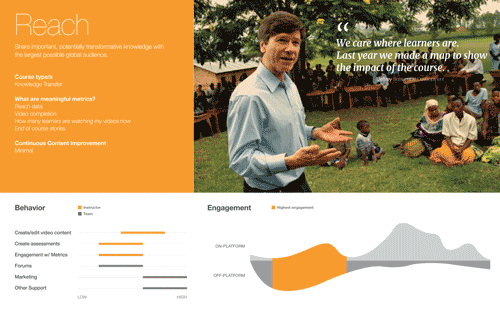 Reach
Share important, potentially transformative knowledge with
the largest possible global audience.
Course type/s
Knowledge Transfer
What are meaningful metrics?
Reach data
Video completion
How many learners are watching my videos now
End of course stories
Continuous Content Improvement
Minimal
“
We care where learners are.
Last year we made a map to show
the impact of the course.
Behavior
Instructor
Team
Create/edit video content
Create assessments
Engagement w/ Metrics
Forums
Marketing
Other Support
LOW HIGH
Engagement
Highest engagement
ON-PLATFORM
OFF-PLATFORM